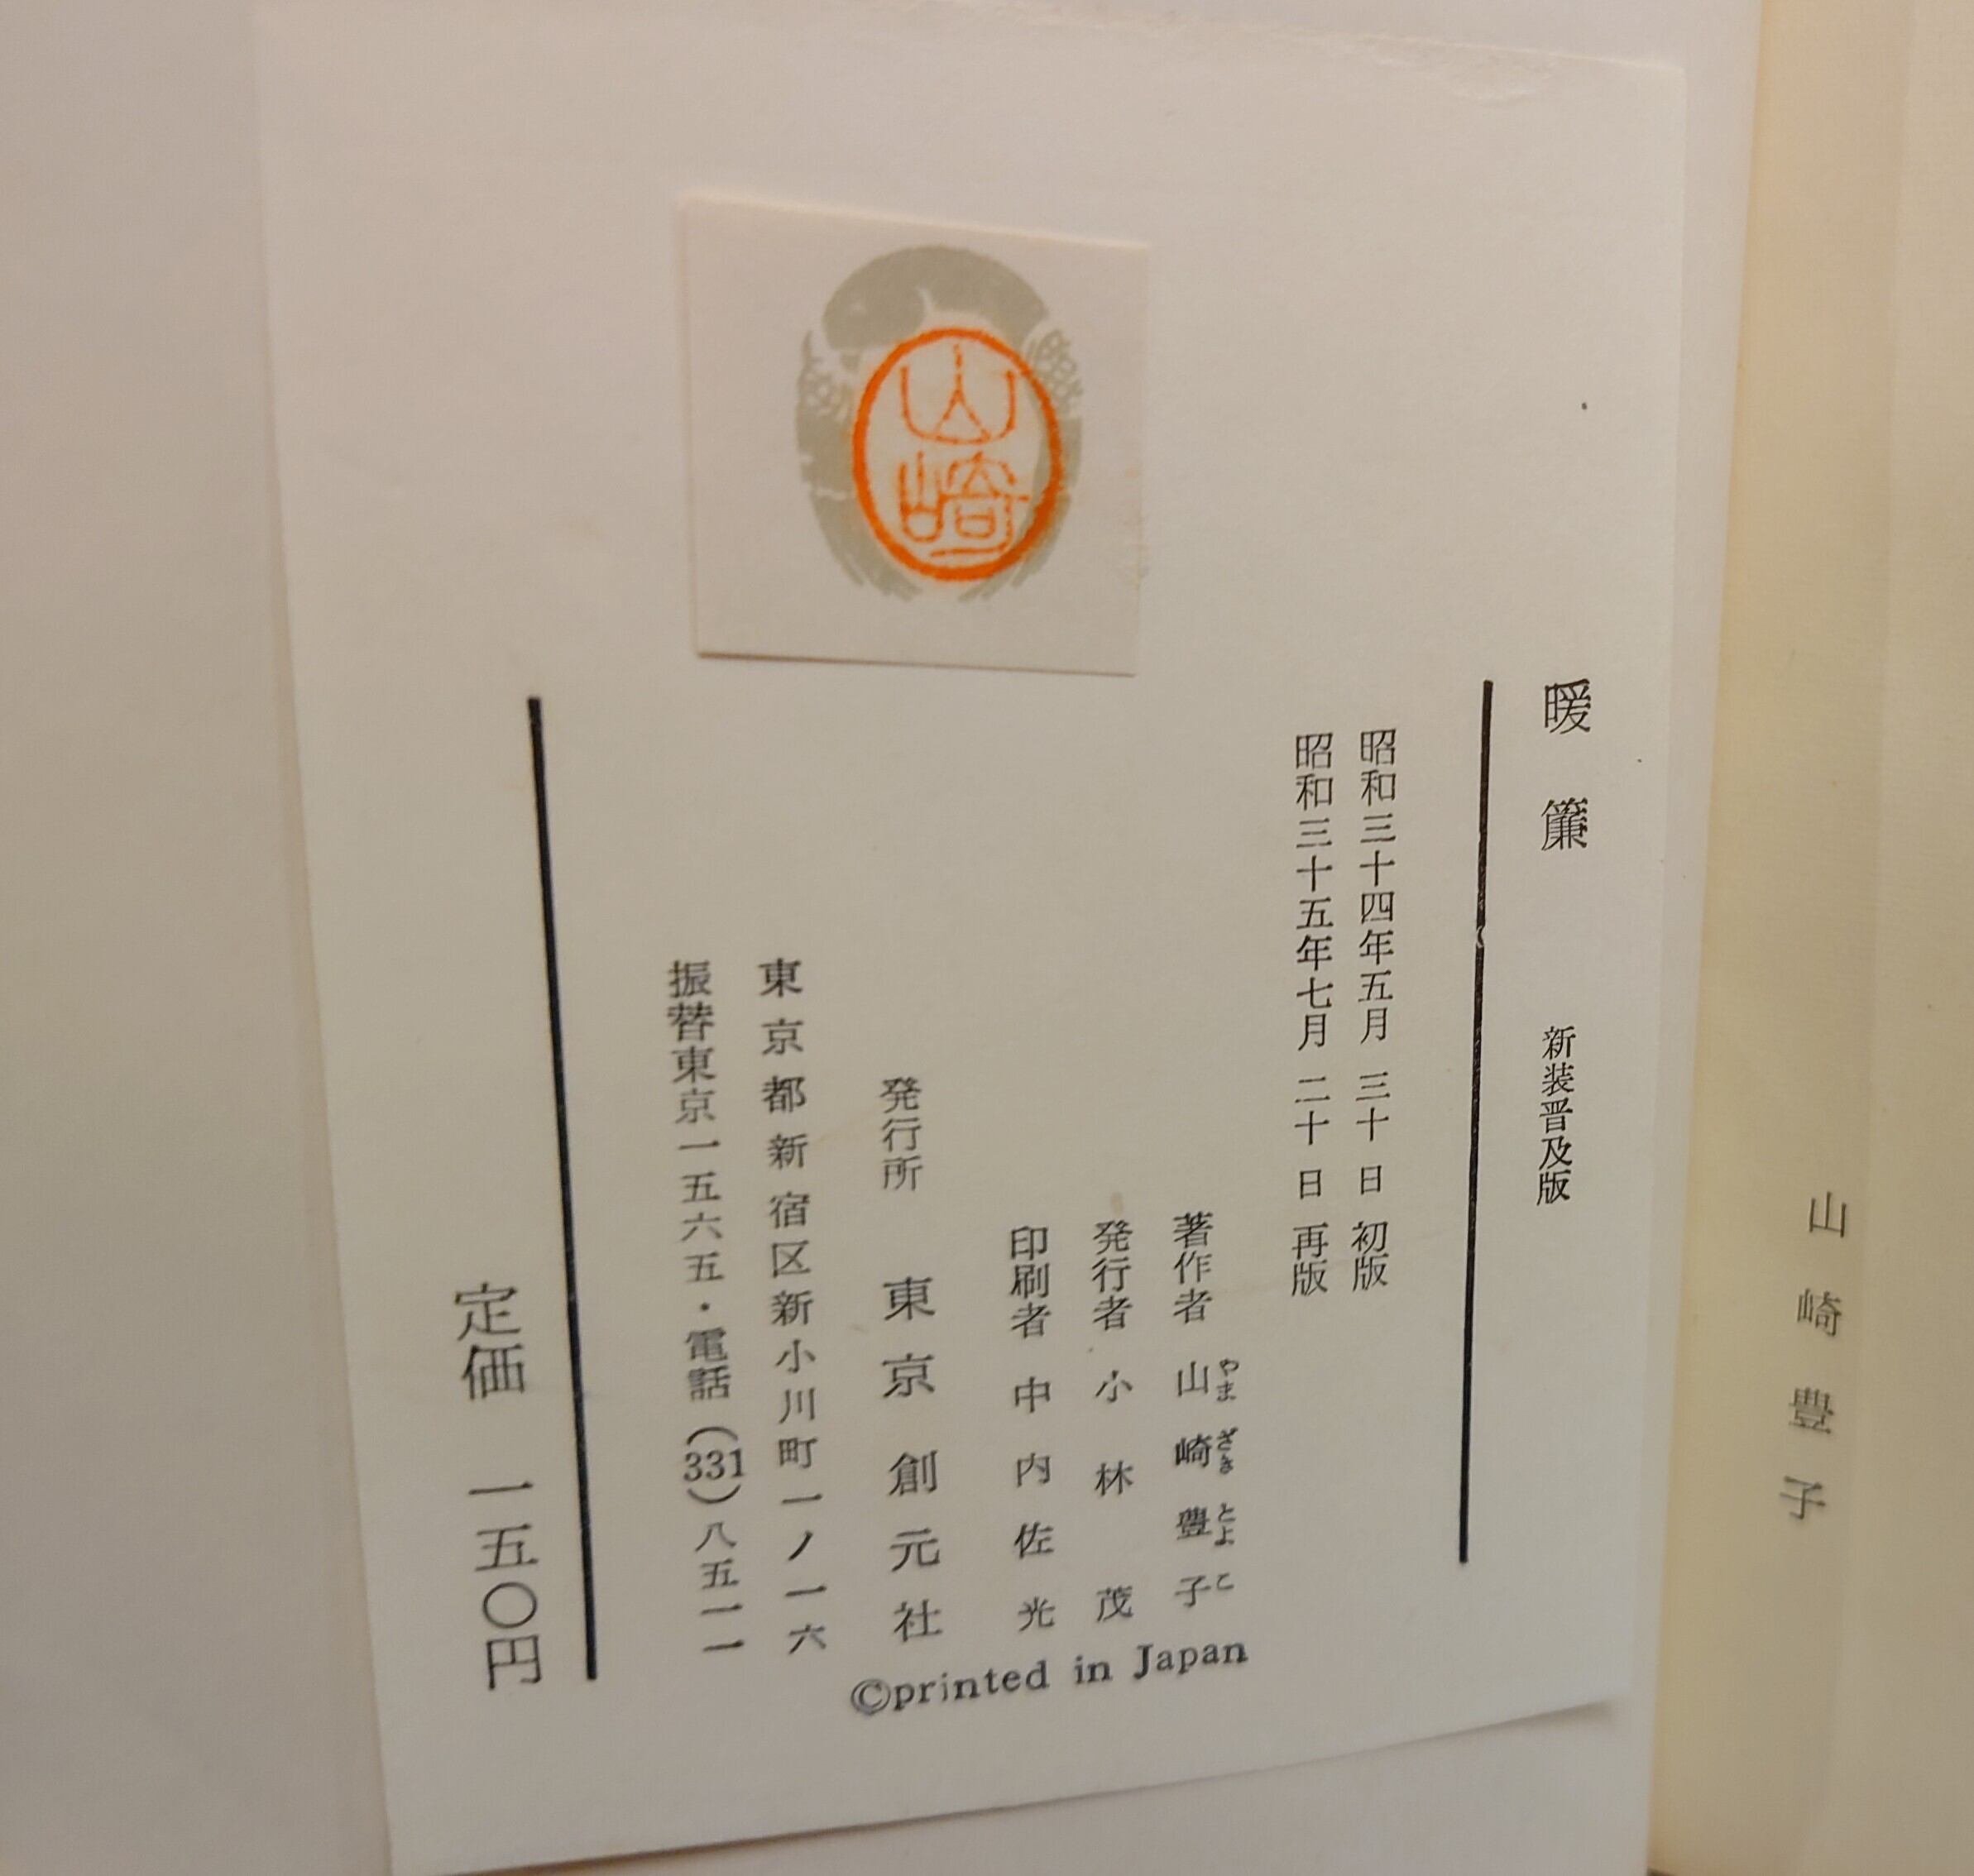 山崎豊子
暖簾 新装晋及版
昭和三十四年五月三十日初版
昭和三十五年七月二十日再版
著作者 山崎豊子
やまざきとよこ
発行者 小林茂
印刷者 中内佐光
発行所 東京創元社
東京都新宿区新小川町一ノ一六
振替東京一五六五・電話(331)八五一一
定価 一五〇円
©printed in Japan
山崎